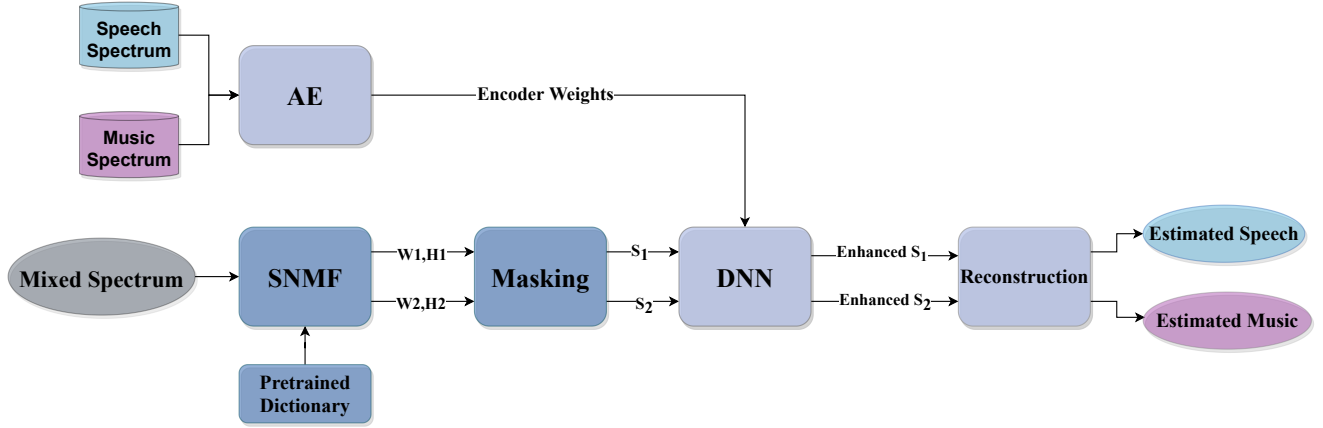 Speech
Spectrum
Music
Spectrum
AE
Encoder Weights
Mixed Spectrum
SNMF
Pretrained
Dictionary
W1,H1
W2,H2
Masking
S1
S2
DNN
Enhanced S1
Enhanced S2
Reconstruction
Estimated Speech
Estimated Music